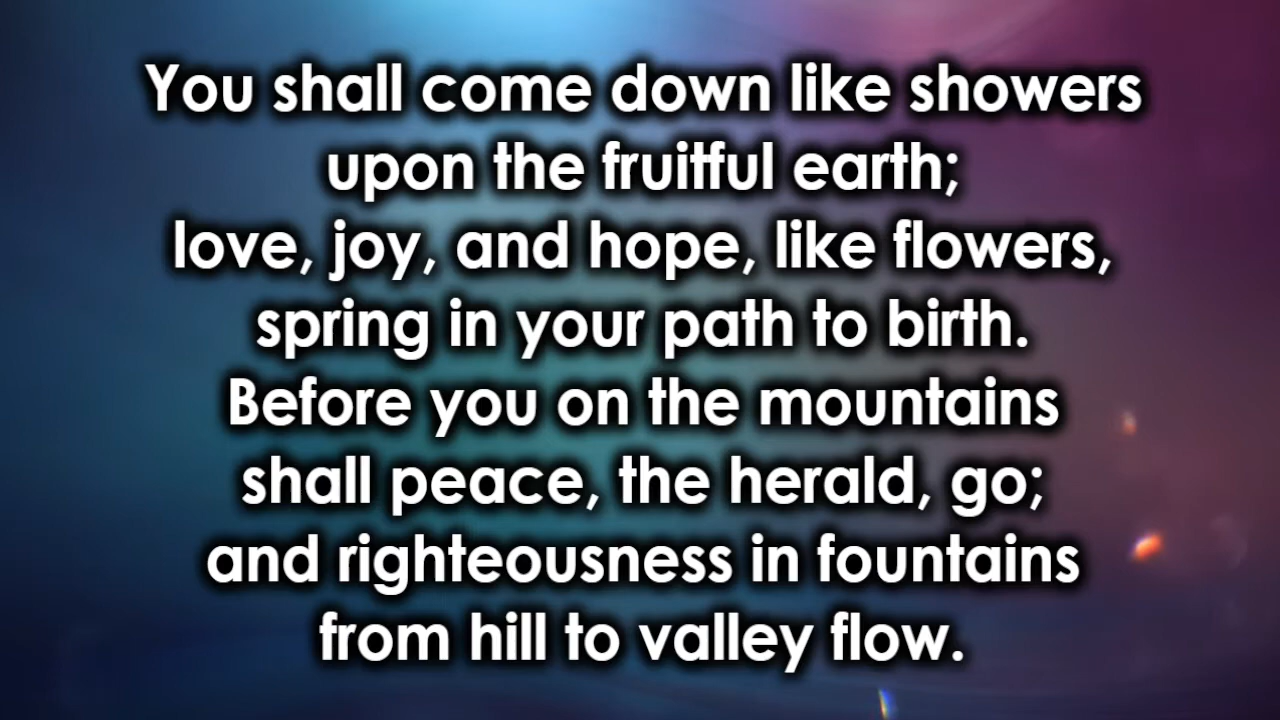 You shall come down like showers
upon the fruitful earth;
love, joy, and hope, like flowers,
spring in your path to birth.
Before you on the mountains
shall peace, the herald, go;
and righteousness in fountains
from hill to valley flow.